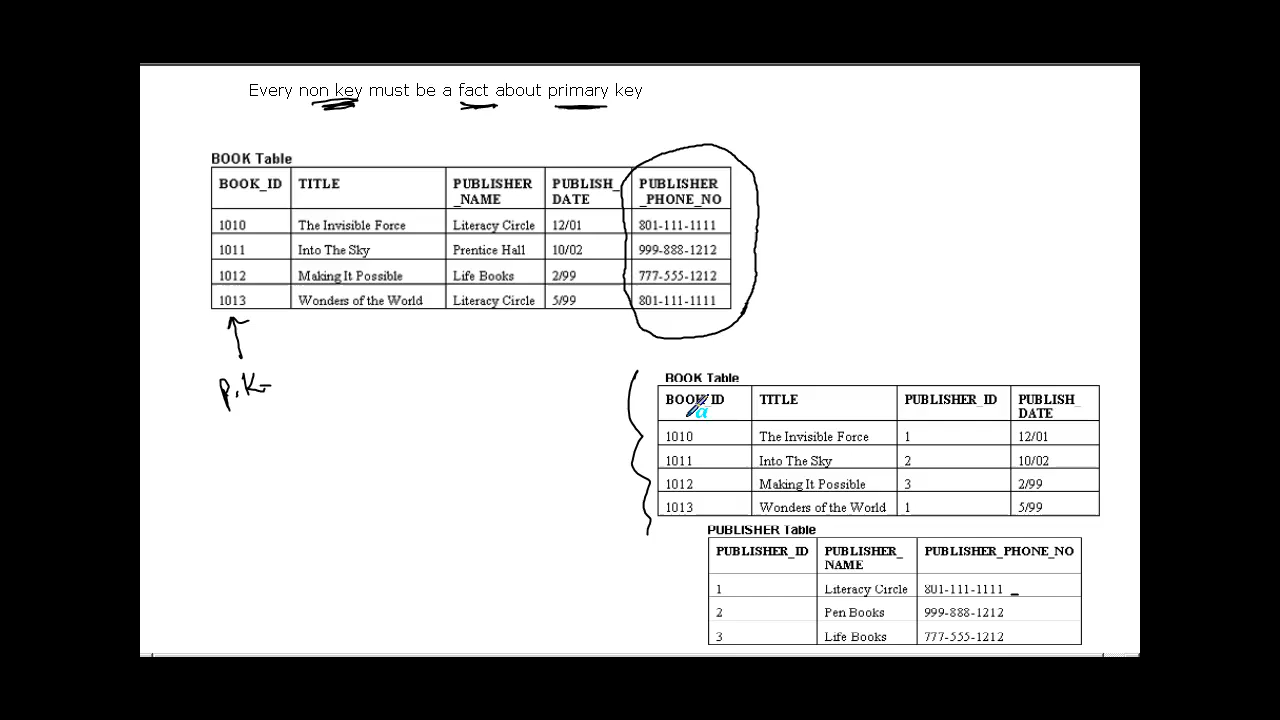 Every non key must be a fact about primary key
BOOK Table
BOOK_ID TITLE PUBLISHER_NAME PUBLISH_DATE PUBLISHER_PHONE_NO
1010 The Invisible Force Literacy Circle 12/01 801-111-1111
1011 Into The Sky Prentice Hall 10/02 999-888-1212
1012 Making It Possible Life Books 2/99 777-555-1212
1013 Wonders of the World Literacy Circle 5/99 801-111-1111
P.K
BOOK Table
BOOK_ID TITLE PUBLISHER_ID PUBLISH_DATE
1010 The Invisible Force 1 12/01
1011 Into The Sky 2 10/02
1012 Making It Possible 3 2/99
1013 Wonders of the World 1 5/99
PUBLISHER Table
PUBLISHER_ID PUBLISHER_NAME PUBLISHER_PHONE_NO
1 Literacy Circle 801-111-1111
2 Pen Books 999-888-1212
3 Life Books 777-555-1212